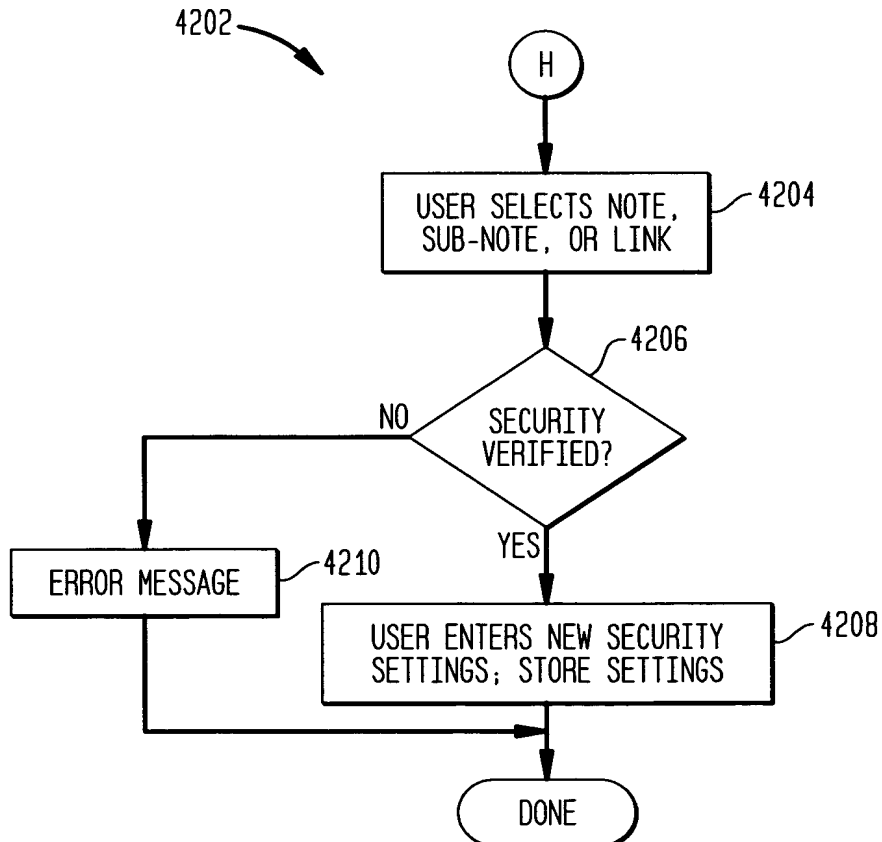 4202
H
USER SELECTS NOTE,
SUB-NOTE, OR LINK
4204
4206
SECURITY
VERIFIED?
NO
YES
ERROR MESSAGE
4210
USER ENTERS NEW SECURITY
SETTINGS; STORE SETTINGS
4208
DONE